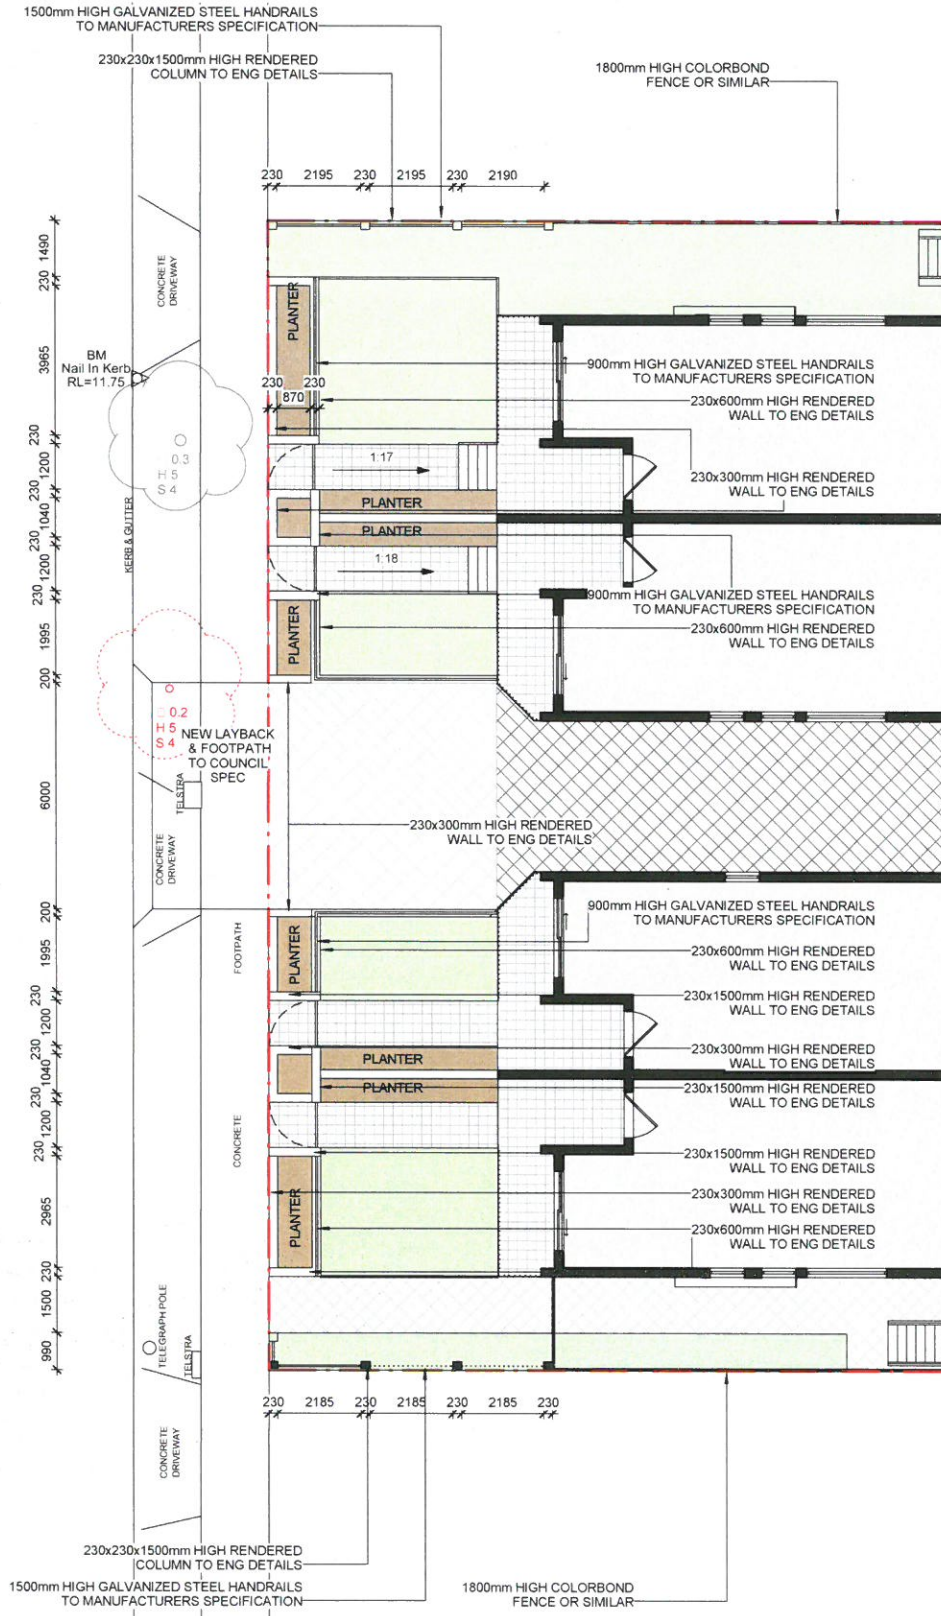 1500mm HIGH GALVANIZED STEEL HANDRAILS
TO MANUFACTURERS SPECIFICATION
230x230x1500mm HIGH RENDERED
COLUMN TO ENG DETAILS
1800mm HIGH COLORBOND
FENCE OR SIMILAR
230 2195 230 2195 230 2190
1490
230
3965
230
1200
230
1040
230
1200
230
1995
200
6000
200
1995
230
1200
230
1040
230
1200
230
2965
230
1500
990
CONCRETE
DRIVEWAY
BM
Nail In Kerb
RL=11.75
0.3
H 5
S 4
KERB & GUTTER
PLANTER
230 230
870
900mm HIGH GALVANIZED STEEL HANDRAILS
TO MANUFACTURERS SPECIFICATION
230x600mm HIGH RENDERED
WALL TO ENG DETAILS
1:17
230x300mm HIGH RENDERED
WALL TO ENG DETAILS
PLANTER
PLANTER
1:18
900mm HIGH GALVANIZED STEEL HANDRAILS
TO MANUFACTURERS SPECIFICATION
PLANTER
230x600mm HIGH RENDERED
WALL TO ENG DETAILS
0.2
H 5
S 4
NEW LAYBACK
& FOOTPATH
TO COUNCIL
SPEC
TELSTRA
CONCRETE
DRIVEWAY
230x300mm HIGH RENDERED
WALL TO ENG DETAILS
900mm HIGH GALVANIZED STEEL HANDRAILS
TO MANUFACTURERS SPECIFICATION
PLANTER
FOOTPATH
230x600mm HIGH RENDERED
WALL TO ENG DETAILS
230x1500mm HIGH RENDERED
WALL TO ENG DETAILS
230x300mm HIGH RENDERED
WALL TO ENG DETAILS
PLANTER
PLANTER
230x1500mm HIGH RENDERED
WALL TO ENG DETAILS
CONCRETE
230x1500mm HIGH RENDERED
WALL TO ENG DETAILS
PLANTER
230x300mm HIGH RENDERED
WALL TO ENG DETAILS
230x600mm HIGH RENDERED
WALL TO ENG DETAILS
TELEGRAPH POLE
TELSTRA
230 2185 230 2185 230 2185 230
CONCRETE
DRIVEWAY
230x230x1500mm HIGH RENDERED
COLUMN TO ENG DETAILS
1500mm HIGH GALVANIZED STEEL HANDRAILS
TO MANUFACTURERS SPECIFICATION
1800mm HIGH COLORBOND
FENCE OR SIMILAR